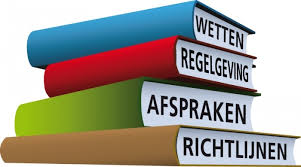 WETTEN
REGELGEVING
AFSPRAKEN
RICHTLIJNEN